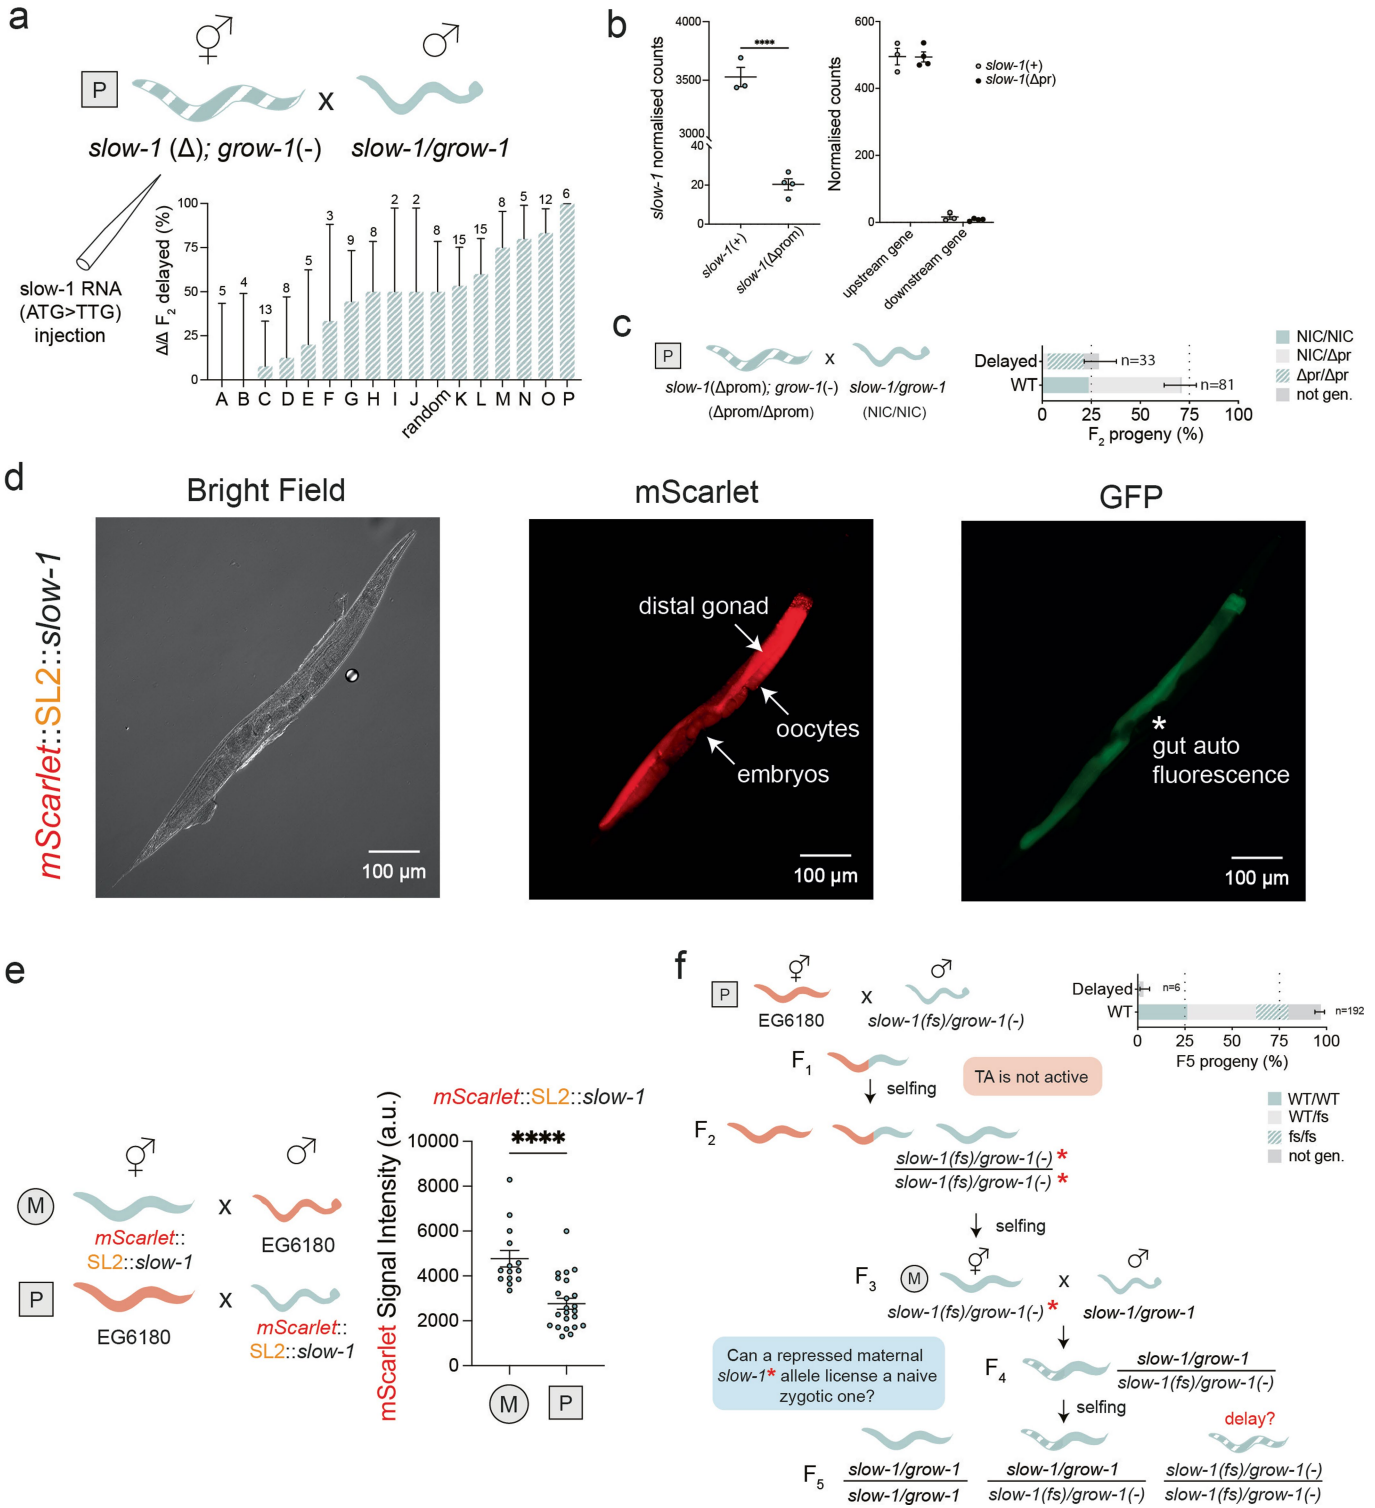 a
P
x
slow-1 (Δ); grow-1(-)
slow-1/grow-1
slow-1 RNA
(ATG>TTG)
injection
Δ/Δ F2 delayed (%)
100
75
50
25
0
5 4 13 8 5 3 9 8 2 2 8 15 15 8 5 12 6
A B C D E F G H I J random K L M N O P
b
slow-1 normalised counts
4000
3500
3000
40
20
0
****
slow-1(+)
slow-1(Δprom)
Normalised counts
600
400
200
0
upstream gene
downstream gene
slow-1(+)
slow-1(Δpr)
c
P
x
slow-1(Δprom); grow-1(-)
slow-1/grow-1
(Δprom/Δprom)
(NIC/NIC)
Delayed
n=33
WT
n=81
0 25 50 75 100
F2 progeny (%)
NIC/NIC
NIC/Δpr
Δpr/Δpr
not gen.
d
mScarlet::SL2::slow-1
Bright Field
100 µm
mScarlet
distal gonad
oocytes
embryos
100 µm
GFP
*
gut auto
fluorescence
100 µm
e
M
x
mScarlet::
SL2::slow-1
EG6180
P
x
EG6180
mScarlet::
SL2::slow-1
mScarlet::SL2::slow-1
mScarlet Signal Intensity (a.u.)
10000
8000
6000
4000
2000
0
****
M
P
f
P
x
EG6180
slow-1(fs)/grow-1(-)
F1
selfing
TA is not active
F2
slow-1(fs)/grow-1(-) *
slow-1(fs)/grow-1(-) *
selfing
F3
M
x
slow-1(fs)/grow-1(-) *
slow-1/grow-1
Can a repressed maternal
slow-1* allele license a naive
zygotic one?
F4
slow-1/grow-1
slow-1(fs)/grow-1(-)
selfing
delay?
F5
slow-1/grow-1
slow-1/grow-1
slow-1/grow-1
slow-1(fs)/grow-1(-)
slow-1(fs)/grow-1(-)
slow-1(fs)/grow-1(-)
Delayed
n=6
WT
n=192
0 25 50 75 100
F5 progeny (%)
WT/WT
WT/fs
fs/fs
not gen.